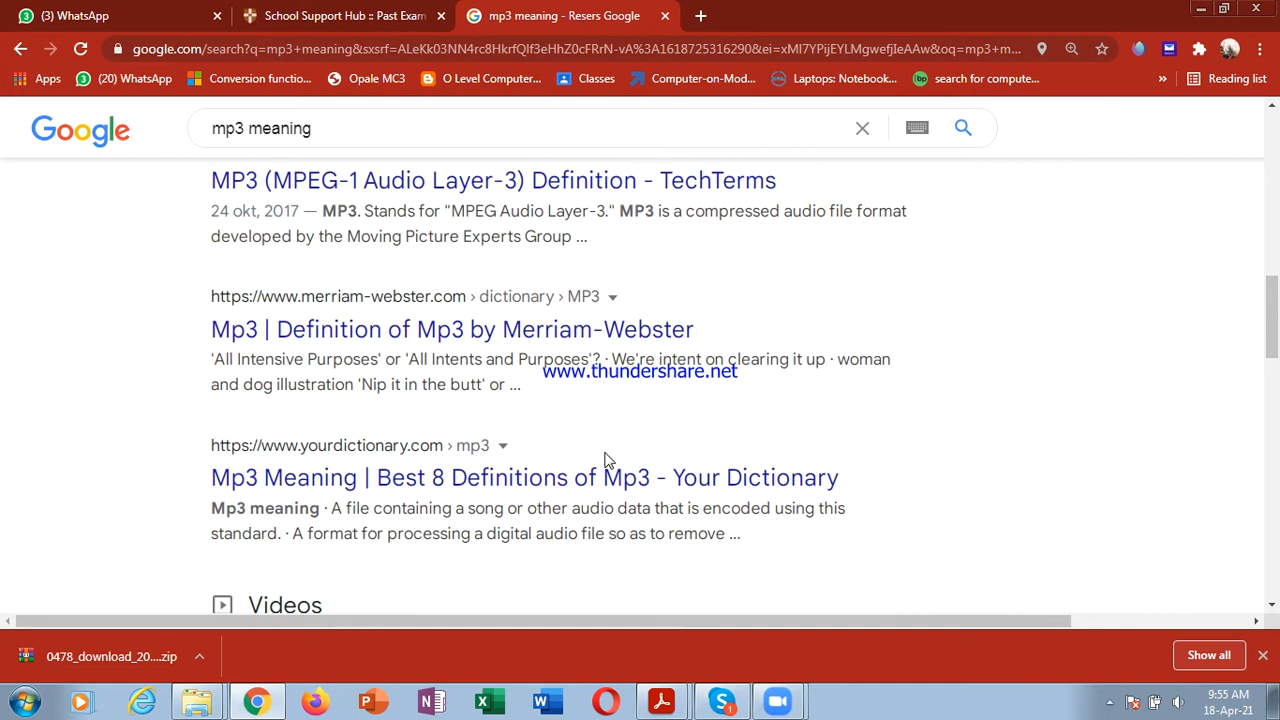 (3) WhatsApp
School Support Hub :: Past Exam
mp3 meaning - Resers Google
google.com/search?q=mp3+meaning&sxsrf=ALeKk03NN4rc8HkrfQlf3eHhZ0cFRrN-vA%3A1618725316290&ei=xMl7YPijEYLMgwefjIeAAw&oq=mp3+m...
Apps
(20) WhatsApp
Conversion functio...
Opale MC3
O Level Computer...
Classes
Computer-on-Mod...
Laptops: Notebook...
search for compute...
»
Reading list
Google
mp3 meaning
MP3 (MPEG-1 Audio Layer-3) Definition - TechTerms
24 okt, 2017 — MP3. Stands for "MPEG Audio Layer-3." MP3 is a compressed audio file format
developed by the Moving Picture Experts Group ...
https://www.merriam-webster.com › dictionary › MP3
Mp3 | Definition of Mp3 by Merriam-Webster
'All Intensive Purposes' or 'All Intents and Purposes'? · We're intent on clearing it up · woman
www.thundershare.net
and dog illustration 'Nip it in the butt' or ...
https://www.yourdictionary.com › mp3
Mp3 Meaning | Best 8 Definitions of Mp3 - Your Dictionary
Mp3 meaning · A file containing a song or other audio data that is encoded using this
standard. · A format for processing a digital audio file so as to remove ...
Videos
0478_download_20....zip
Show all
9:55 AM
18-Apr-21